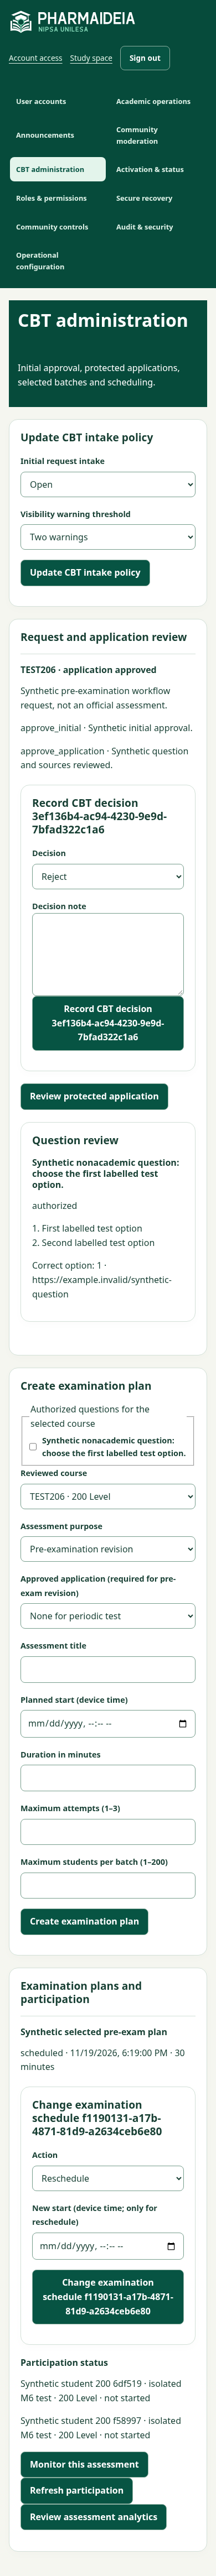 PHARMAIDEIA
NIPSA UNILESA
Account access
Study space
Sign out
User accounts
Academic operations
Announcements
Community
moderation
CBT administration
Activation & status
Roles & permissions
Secure recovery
Community controls
Audit & security
Operational
configuration
CBT administration
Initial approval, protected applications,
selected batches and scheduling.
Update CBT intake policy
Initial request intake
Open
Visibility warning threshold
Two warnings
Update CBT intake policy
Request and application review
TEST206 · application approved
Synthetic pre-examination workflow
request, not an official assessment.
approve_initial · Synthetic initial approval.
approve_application · Synthetic question
and sources reviewed.
Record CBT decision
3ef136b4-ac94-4230-9e9d-
7bfad322c1a6
Decision
Reject
Decision note
Record CBT decision
3ef136b4-ac94-4230-9e9d-
7bfad322c1a6
Review protected application
Question review
Synthetic nonacademic question:
choose the first labelled test
option.
authorized
1. First labelled test option
2. Second labelled test option
Correct option: 1 ·
https://example.invalid/synthetic-
question
Create examination plan
Authorized questions for the
selected course
Synthetic nonacademic question:
choose the first labelled test option.
Reviewed course
TEST206 · 200 Level
Assessment purpose
Pre-examination revision
Approved application (required for pre-
exam revision)
None for periodic test
Assessment title
Planned start (device time)
mm/dd/yyyy, --:-- --
Duration in minutes
Maximum attempts (1–3)
Maximum students per batch (1–200)
Create examination plan
Examination plans and
participation
Synthetic selected pre-exam plan
scheduled · 11/19/2026, 6:19:00 PM · 30
minutes
Change examination
schedule f1190131-a17b-
4871-81d9-a2634ceb6e80
Action
Reschedule
New start (device time; only for
reschedule)
mm/dd/yyyy, --:-- --
Change examination
schedule f1190131-a17b-4871-
81d9-a2634ceb6e80
Participation status
Synthetic student 200 6df519 · isolated
M6 test · 200 Level · not started
Synthetic student 200 f58997 · isolated
M6 test · 200 Level · not started
Monitor this assessment
Refresh participation
Review assessment analytics